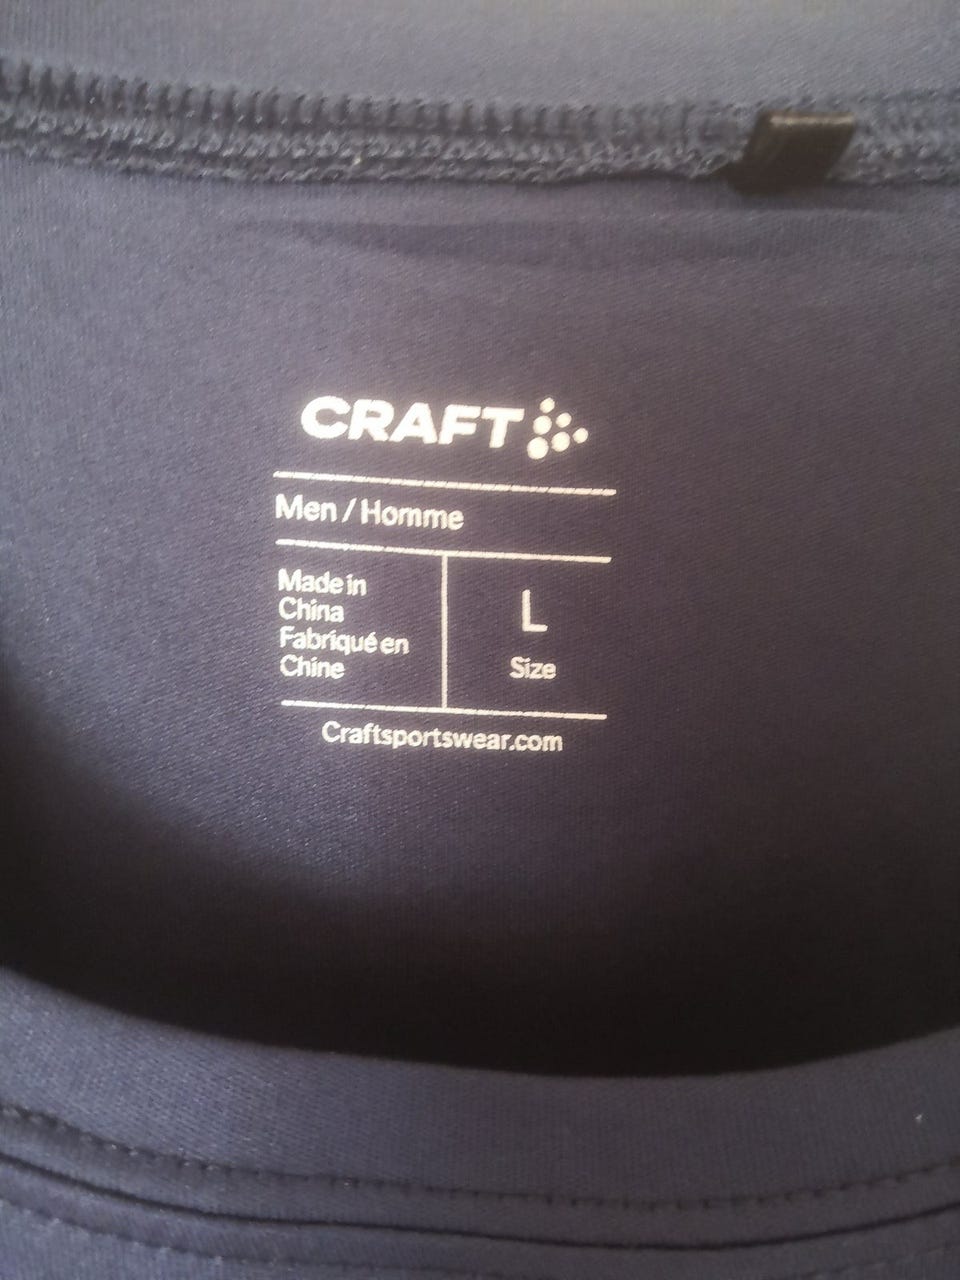 CRAFT
Men / Homme
Made in
China
Fabriqué en
Chine
L
Size
Craftsportswear.com